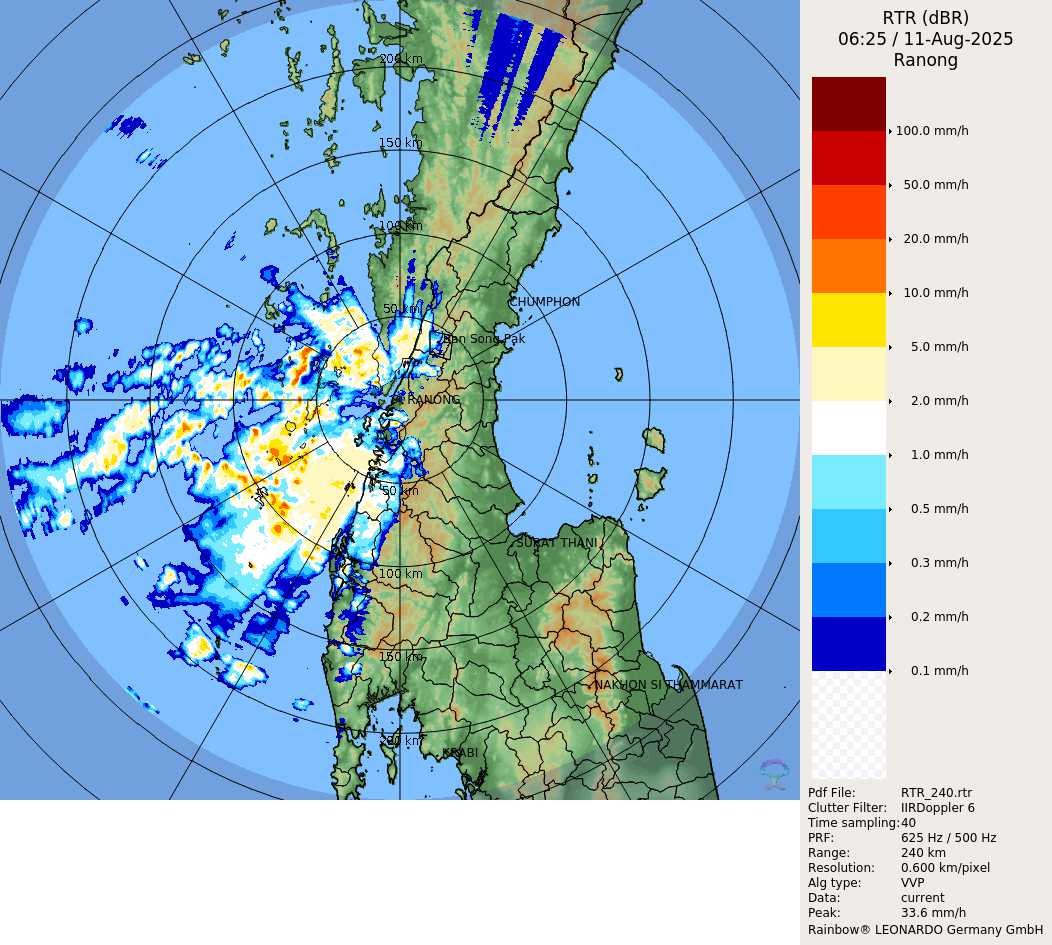 RTR (dBR)
06:25 / 11-Aug-2025
Ranong
100.0 mm/h
50.0 mm/h
20.0 mm/h
10.0 mm/h
5.0 mm/h
2.0 mm/h
1.0 mm/h
0.5 mm/h
0.3 mm/h
0.2 mm/h
0.1 mm/h
Pdf File: RTR_240.rtr
Clutter Filter: IIRDoppler 6
Time sampling: 40
PRF: 625 Hz / 500 Hz
Range: 240 km
Resolution: 0.600 km/pixel
Alg type: VVP
Data: current
Peak: 33.6 mm/h
Rainbow® LEONARDO Germany GmbH
200 km
150 km
100 km
CHUMPHON
50 km
Ban Song Pak
RANONG
50 km
SURAT THANI
100 km
150 km
NAKHON SI THAMMARAT
200 km
KRABI